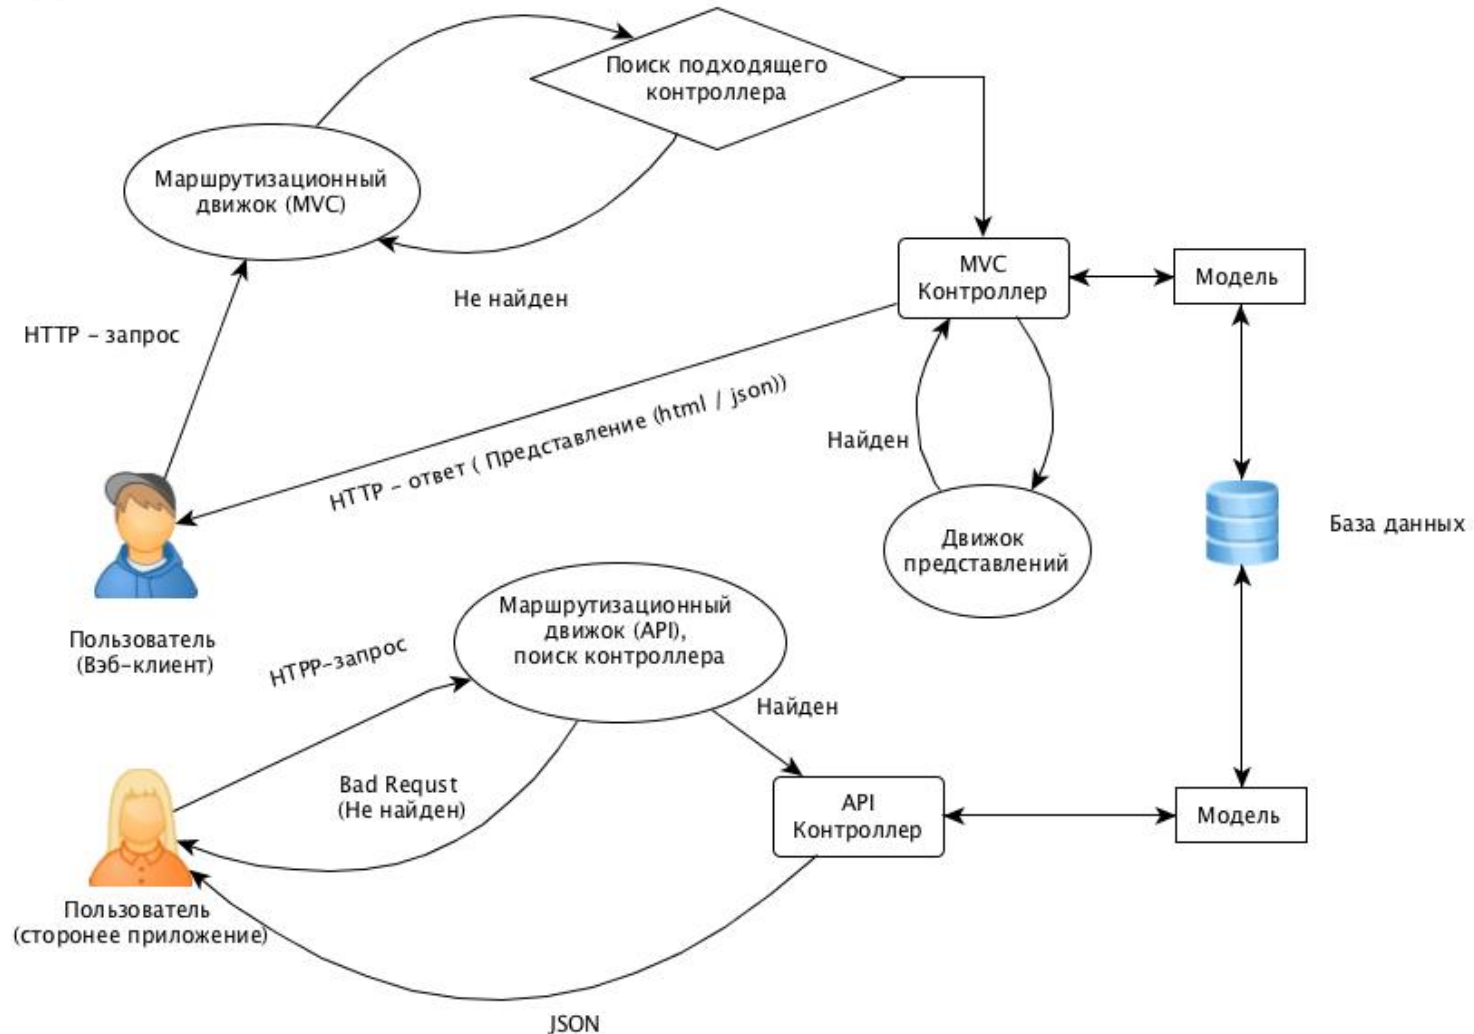 Поиск подходящего
контроллера
Маршрутизационный
движок (MVC)
MVC
Контроллер
Модель
Не найден
HTTP - запрос
HTTP - ответ ( Представление (html / json))
Найден
Движок
представлений
База данных
Пользователь
(Вэб-клиент)
Маршрутизационный
движок (API),
поиск контроллера
HTPP-запрос
Найден
Bad Requst
(Не найден)
API
Контроллер
Модель
Пользователь
(сторонее приложение)
JSON